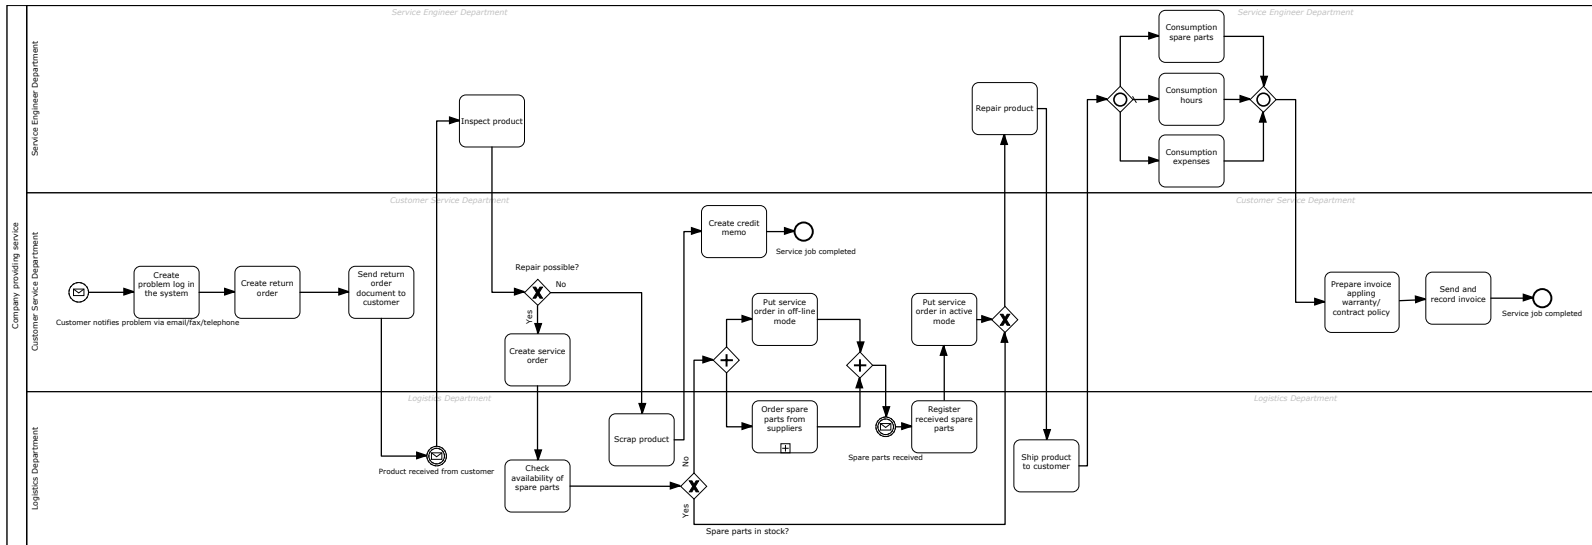 Company providing service
Service Engineer Department
Service Engineer Department
Service Engineer Department
Inspect product
Repair product
Consumption
spare parts
Consumption
hours
Consumption
expenses
Customer Service Department
Customer Service Department
Customer Service Department
Customer notifies problem via email/fax/telephone
Create
problem log in
the system
Create return
order
Send return
order
document to
customer
Repair possible?
No
Yes
Create service
order
Create credit
memo
Service job completed
Put service
order in off-line
mode
Put service
order in active
mode
Prepare invoice
appling
warranty/
contract policy
Send and
record invoice
Service job completed
Logistics Department
Logistics Department
Logistics Department
Product received from customer
Check
availability of
spare parts
Scrap product
No
Yes
Spare parts in stock?
Order spare
parts from
suppliers
Spare parts received
Register
received spare
parts
Ship product
to customer